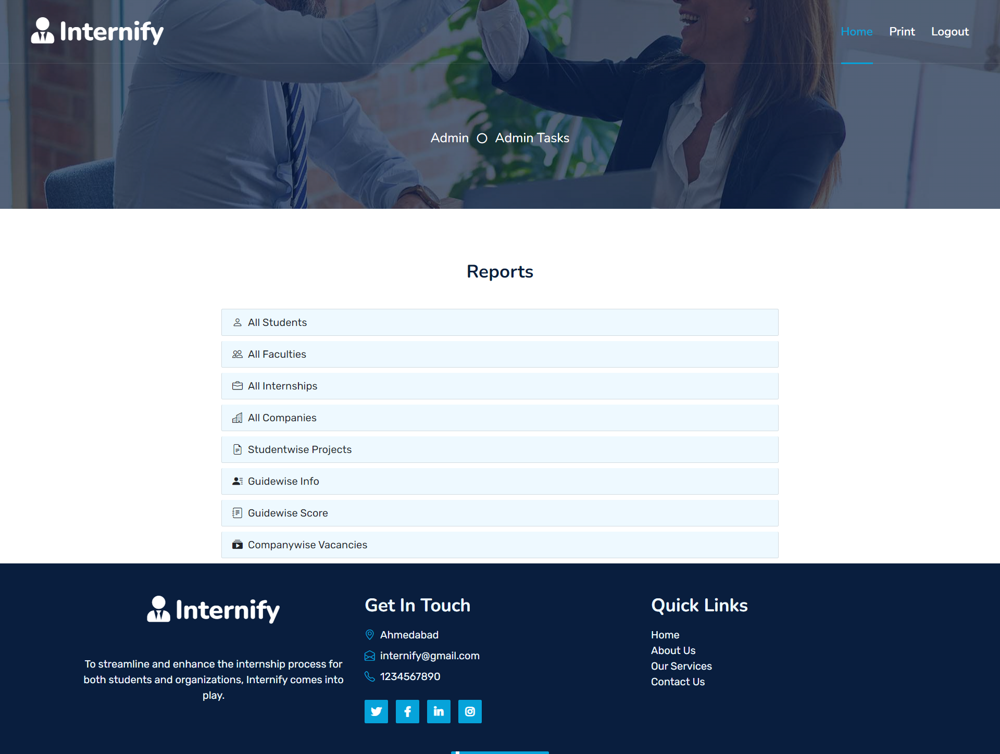 Internify
Home Print Logout
Admin Admin Tasks
Reports
All Students
All Faculties
All Internships
All Companies
Studentwise Projects
Guidewise Info
Guidewise Score
Companywise Vacancies
Internify
To streamline and enhance the internship process for
both students and organizations, Internify comes into
play.
Get In Touch
Ahmedabad
internify@gmail.com
1234567890
Quick Links
Home
About Us
Our Services
Contact Us